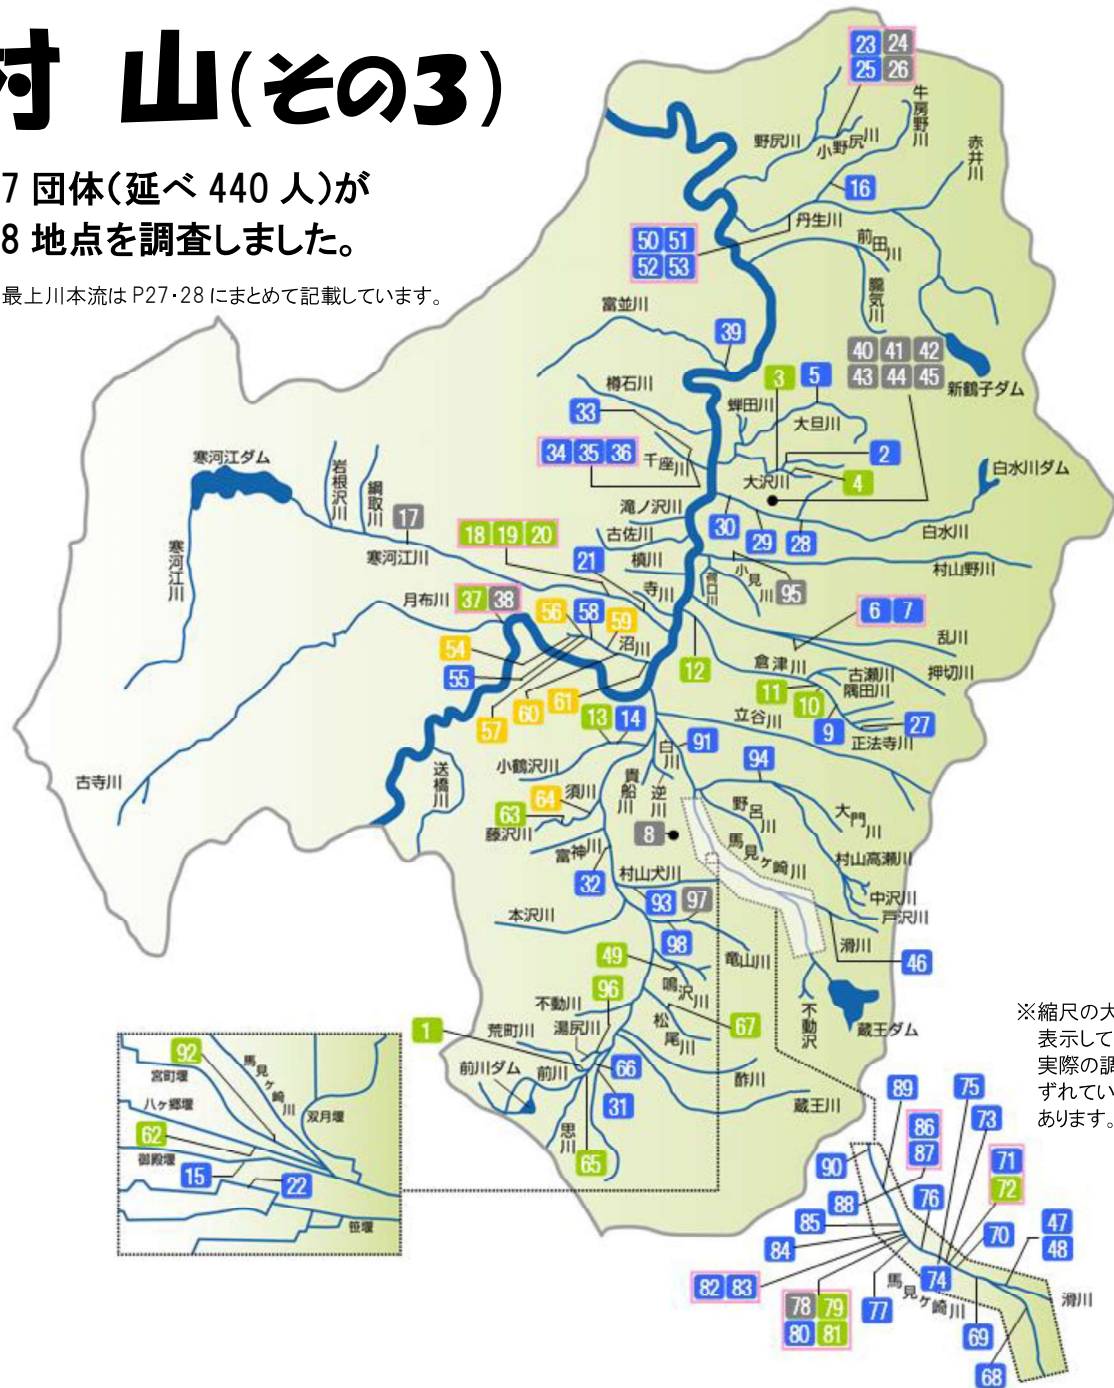 村 山(その3)
7 団体(延べ 440 人)が
8 地点を調査しました。
最上川本流は P27・28 にまとめて記載しています。
23 24
25 26
牛房野川
野尻川
小野尻川
赤井川
16
丹生川
50 51
52 53
前田川
朧気川
富並川
39
40 41 42
43 44 45
新鶴子ダム
3
5
樽石川
蝉田川
大旦川
33
34 35 36
千座川
2
大沢川
4
白水川ダム
寒河江ダム
岩根沢川
綱取川
17
滝ノ沢川
30
29
28
白水川
18 19 20
古佐川
寒河江川
寒河江川
21
槙川
荷口川
小見川
95
村山野川
月布川
37 38
56
58
59
寺川
6 7
乱川
54
沼川
12
倉津川
古瀬川
押切川
55
11
10
隅田川
57
60
61
13
14
立谷川
9
27
正法寺川
91
白川
94
小鶴沢川
古寺川
送橋川
須川
貴船川
逆川
64
63
藤沢川
野呂川
大門川
8
富神川
馬見ヶ崎川
村山高瀬川
32
村山犬川
中沢川
93
97
戸沢川
本沢川
滑川
98
46
49
竜山川
96
鳴沢川
不動川
不動沢
蔵王ダム
1
荒町川
湯尻川
松尾川
67
前川ダム
前川
66
酢川
31
蔵王川
思川
65
92
宮町堰
馬見ヶ崎川
八ヶ郷堰
双月堰
62
御殿堰
15
22
笹堰
※縮尺の大
表示して
実際の調
ずれてい
あります。
89
75
73
86
87
71
72
90
88
76
70
47
48
85
84
74
82 83
馬見ヶ崎川
滑川
78 79
80 81
77
69
68